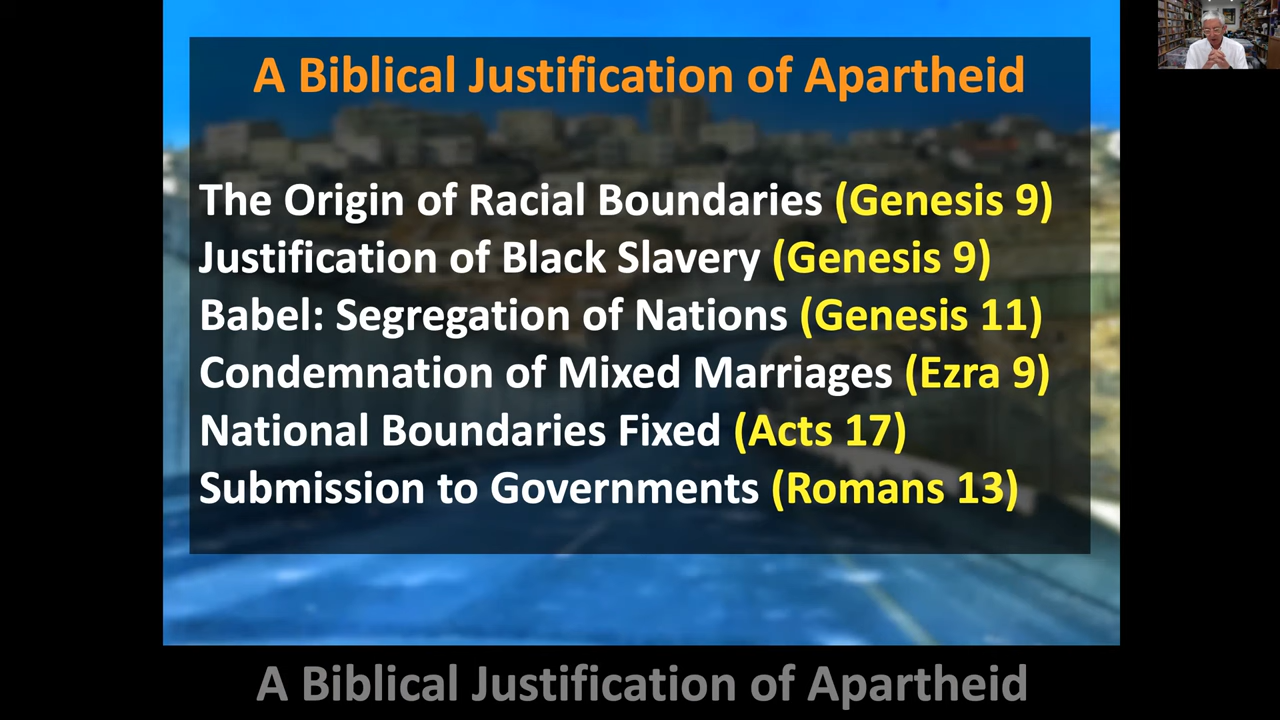 A Biblical Justification of Apartheid
The Origin of Racial Boundaries (Genesis 9)
Justification of Black Slavery (Genesis 9)
Babel: Segregation of Nations (Genesis 11)
Condemnation of Mixed Marriages (Ezra 9)
National Boundaries Fixed (Acts 17)
Submission to Governments (Romans 13)
A Biblical Justification of Apartheid